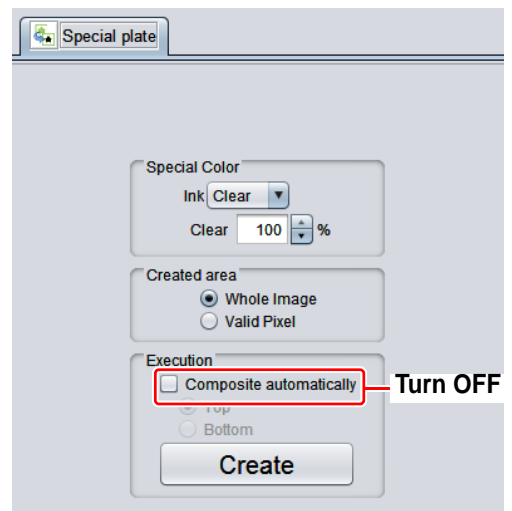 Special plate
Special Color
Ink Clear
Clear 100 %
Created area
Whole Image
Valid Pixel
Execution
Composite automatically
Turn OFF
Top
Bottom
Create